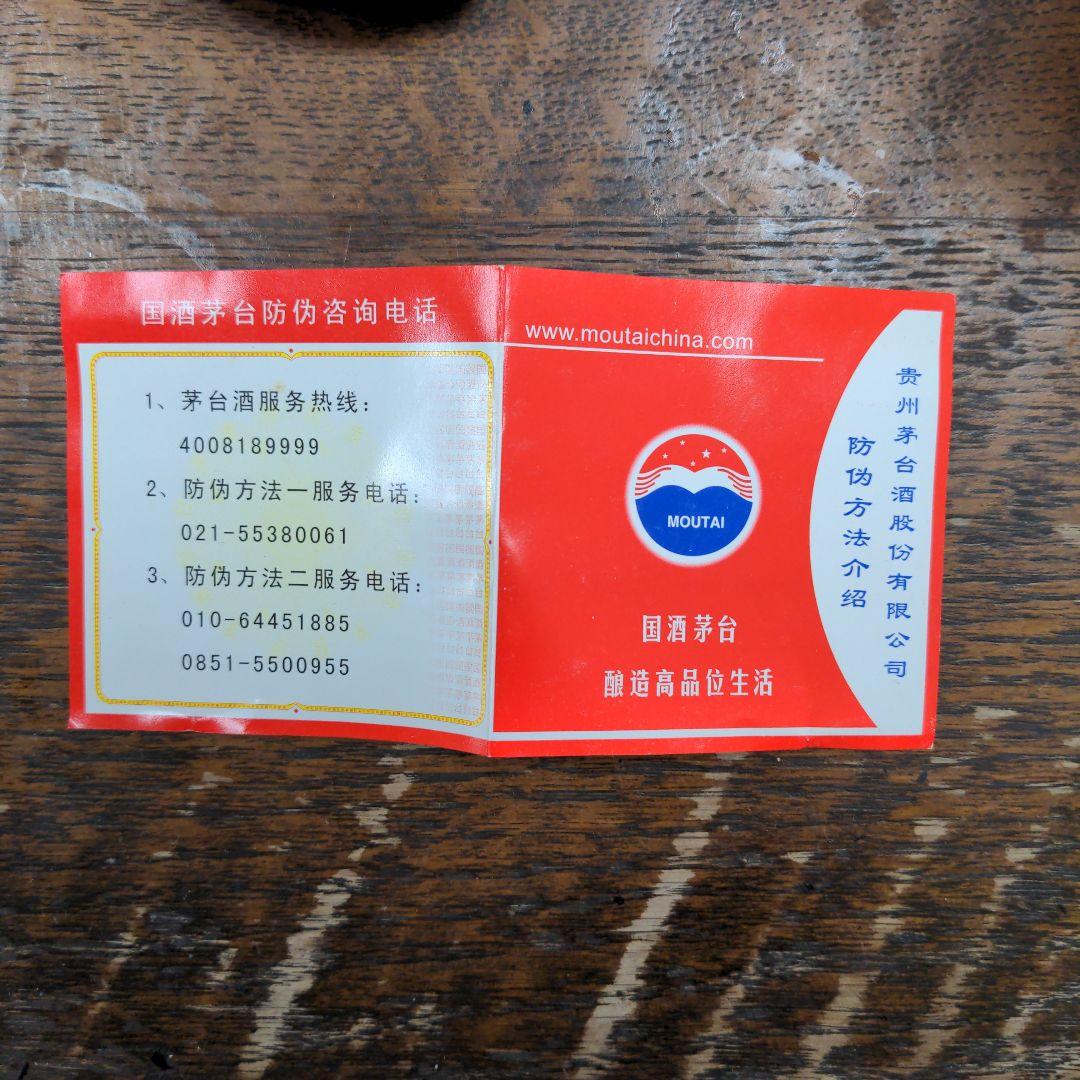 国酒茅台防伪咨询电话
1、茅台酒服务热线：
4008189999
2、防伪方法一服务电话：
021-55380061
3、防伪方法二服务电话：
010-64451885
0851-5500955
www.moutaichina.com
MOUTAI
国酒茅台
酿造高品位生活
贵州茅台酒股份有限公司
防伪方法介绍